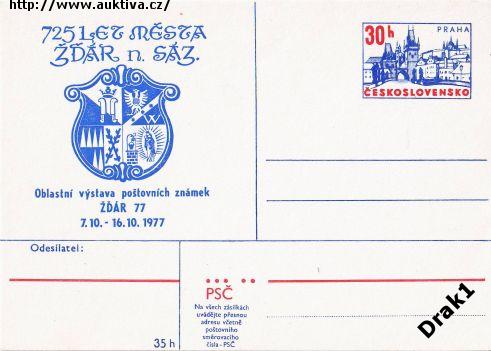 http://www.auktiva.cz/
725 LET MĚSTA
ŽĎÁR n. SÁZ.
30h
PRAHA
ČESKOSLOVENSKO
W
Oblastní výstava poštovních známek
ŽĎÁR 77
7.10. - 16.10. 1977
Odesílatel:
PSČ
Na všech zásilkách
uvádějte přesnou
adresu včetně
poštovního
směrovacího
čísla - PSČ
35 h
Drak1